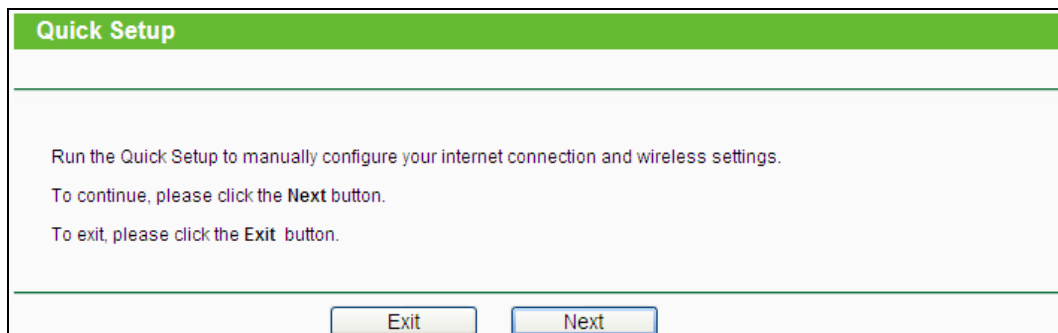 Quick Setup
Run the Quick Setup to manually configure your internet connection and wireless settings.
To continue, please click the Next button.
To exit, please click the Exit button.
Exit Next